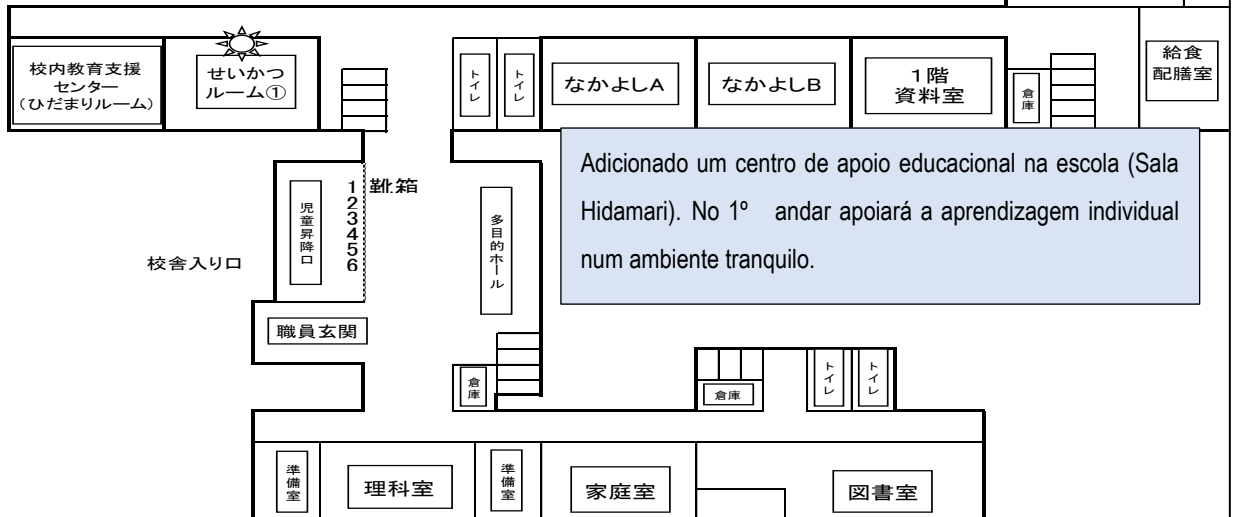 校内教育支援
センター
(ひだまりルーム)
せいかつ
ルーム①
トイレ
トイレ
なかよしA
なかよしB
1階
資料室
倉庫
給食
配膳室
Adicionado um centro de apoio educacional na escola (Sala
Hidamari). No 1º andar apoiará a aprendizagem individual
num ambiente tranquilo.
校舎入り口
児童昇降口
靴箱
1
2
3
4
5
6
多目的ホール
職員玄関
倉庫
倉庫
トイレ
トイレ
準備室
理科室
準備室
家庭室
図書室